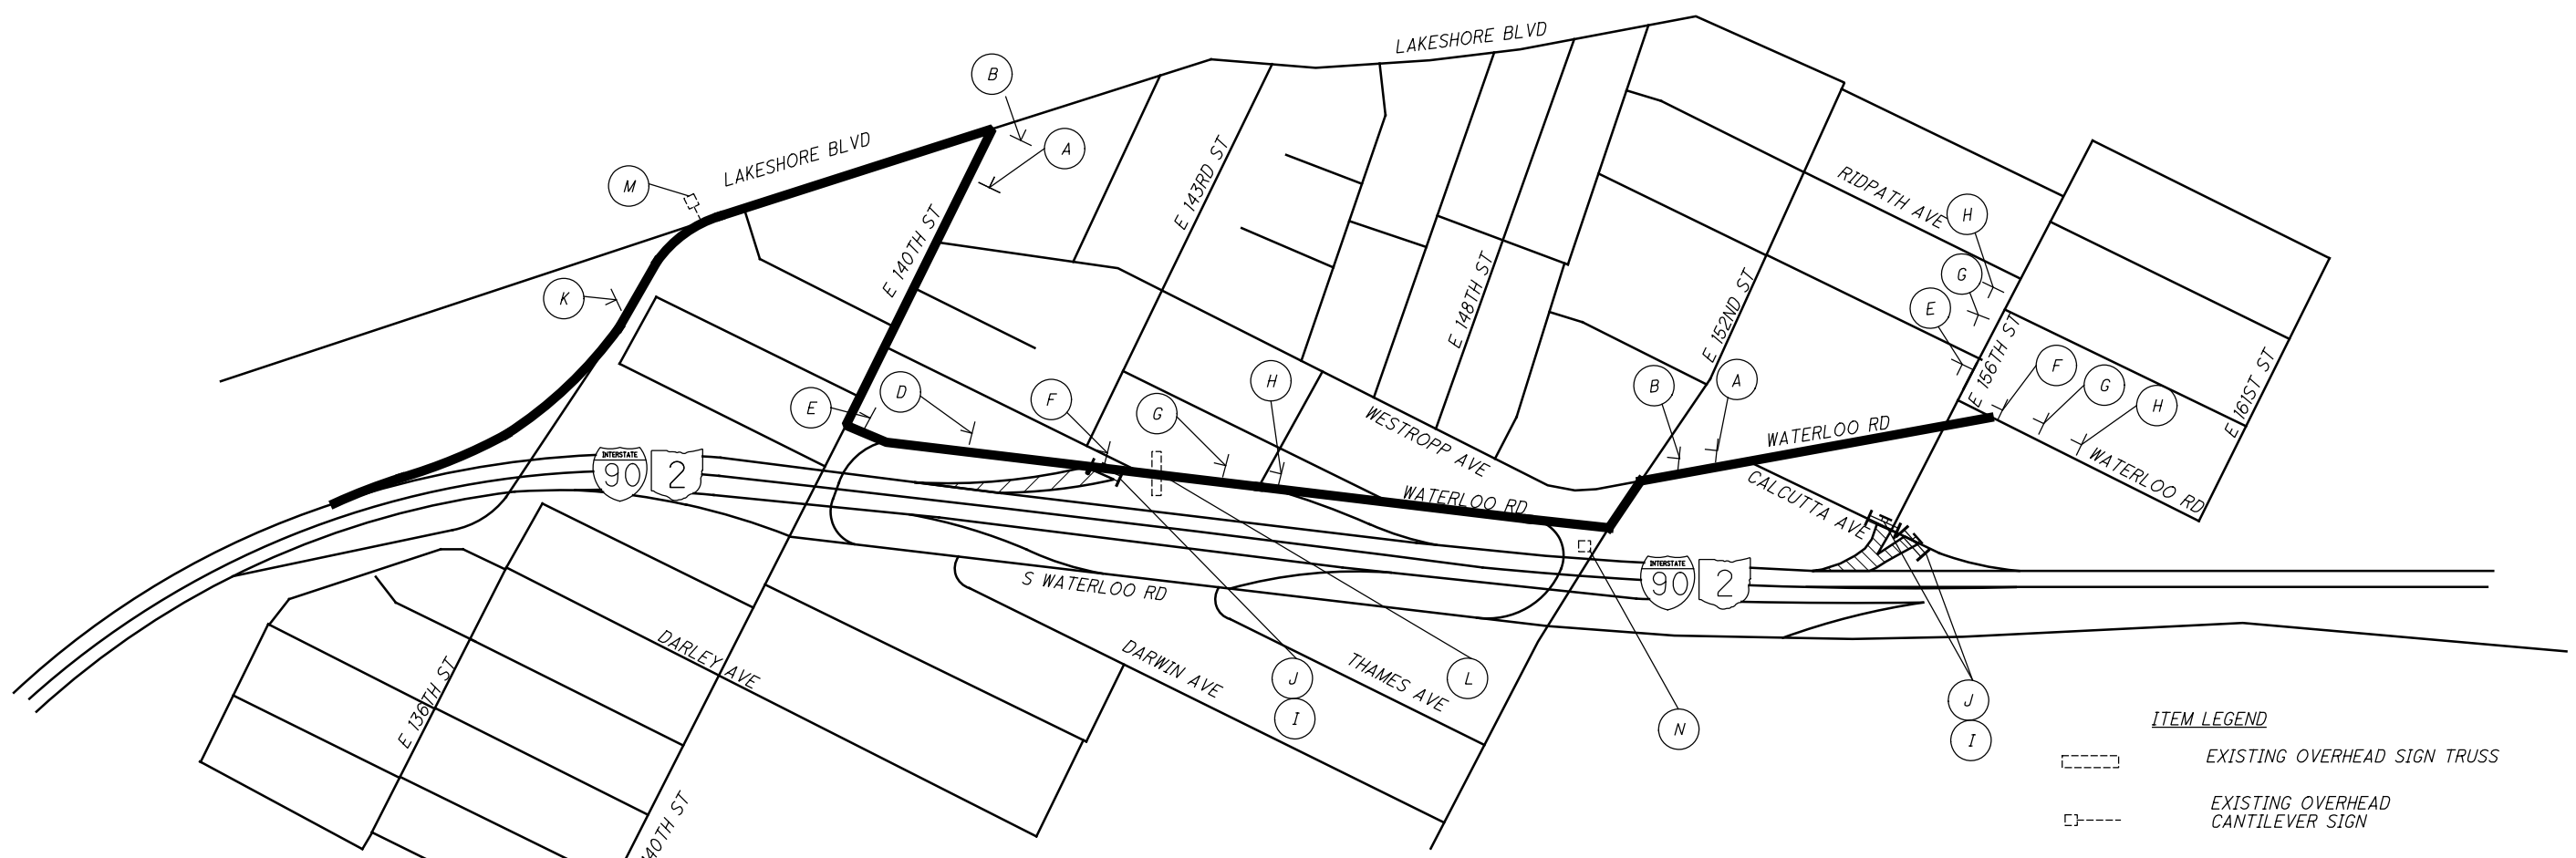 LAKESHORE BLVD
B
LAKESHORE BLVD
A
M
E 143RD ST
RIDPATH AVE
H
E 140TH ST
G
K
E 148TH ST
E 152ND ST
E
E 156TH ST
F
G
H
E 161ST ST
E
D
F
G
H
B
A
WESTROPP AVE
WATERLOO RD
WATERLOO RD
INTERSTATE
90
2
WATERLOO RD
CALCUTTA AVE
S WATERLOO RD
INTERSTATE
90
2
DARLEY AVE
DARWIN AVE
THAMES AVE
E 136TH ST
J
I
L
N
J
I
140TH ST
ITEM LEGEND
EXISTING OVERHEAD SIGN TRUSS
EXISTING OVERHEAD
CANTILEVER SIGN